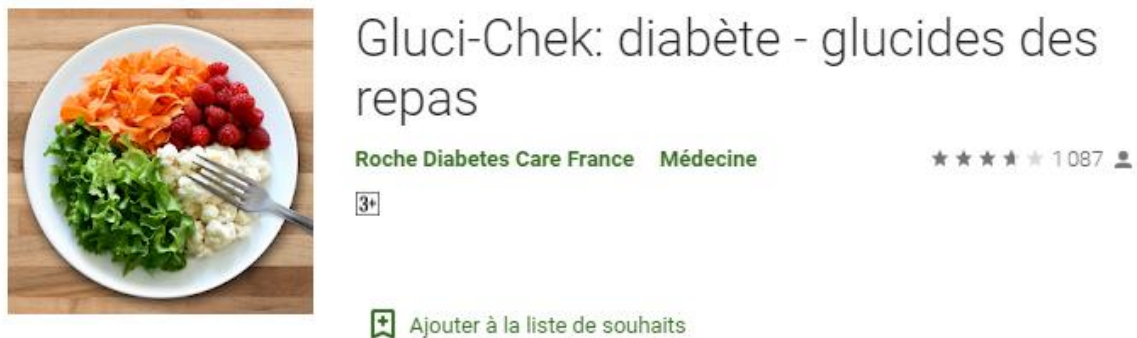 Gluci-Chek: diabète - glucides des
repas
Roche Diabetes Care France Médecine 1 087
3+
Ajouter à la liste de souhaits